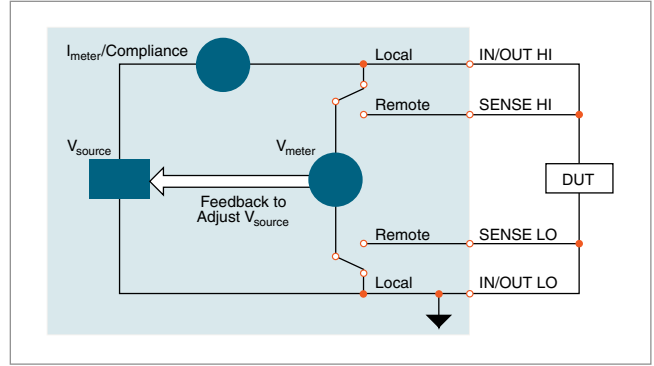 Imeter/Compliance
Local
IN/OUT HI
Remote
SENSE HI
Vsource
Vmeter
DUT
Feedback to
Adjust Vsource
Remote
SENSE LO
Local
IN/OUT LO